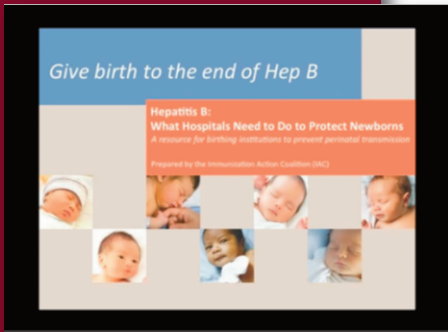 Give birth to the end of Hep B
Hepatitis B:
What Hospitals Need to Do to Protect Newborns
A resource for birthing institutions to prevent perinatal transmission
Prepared by the Immunization Action Coalition (IAC)